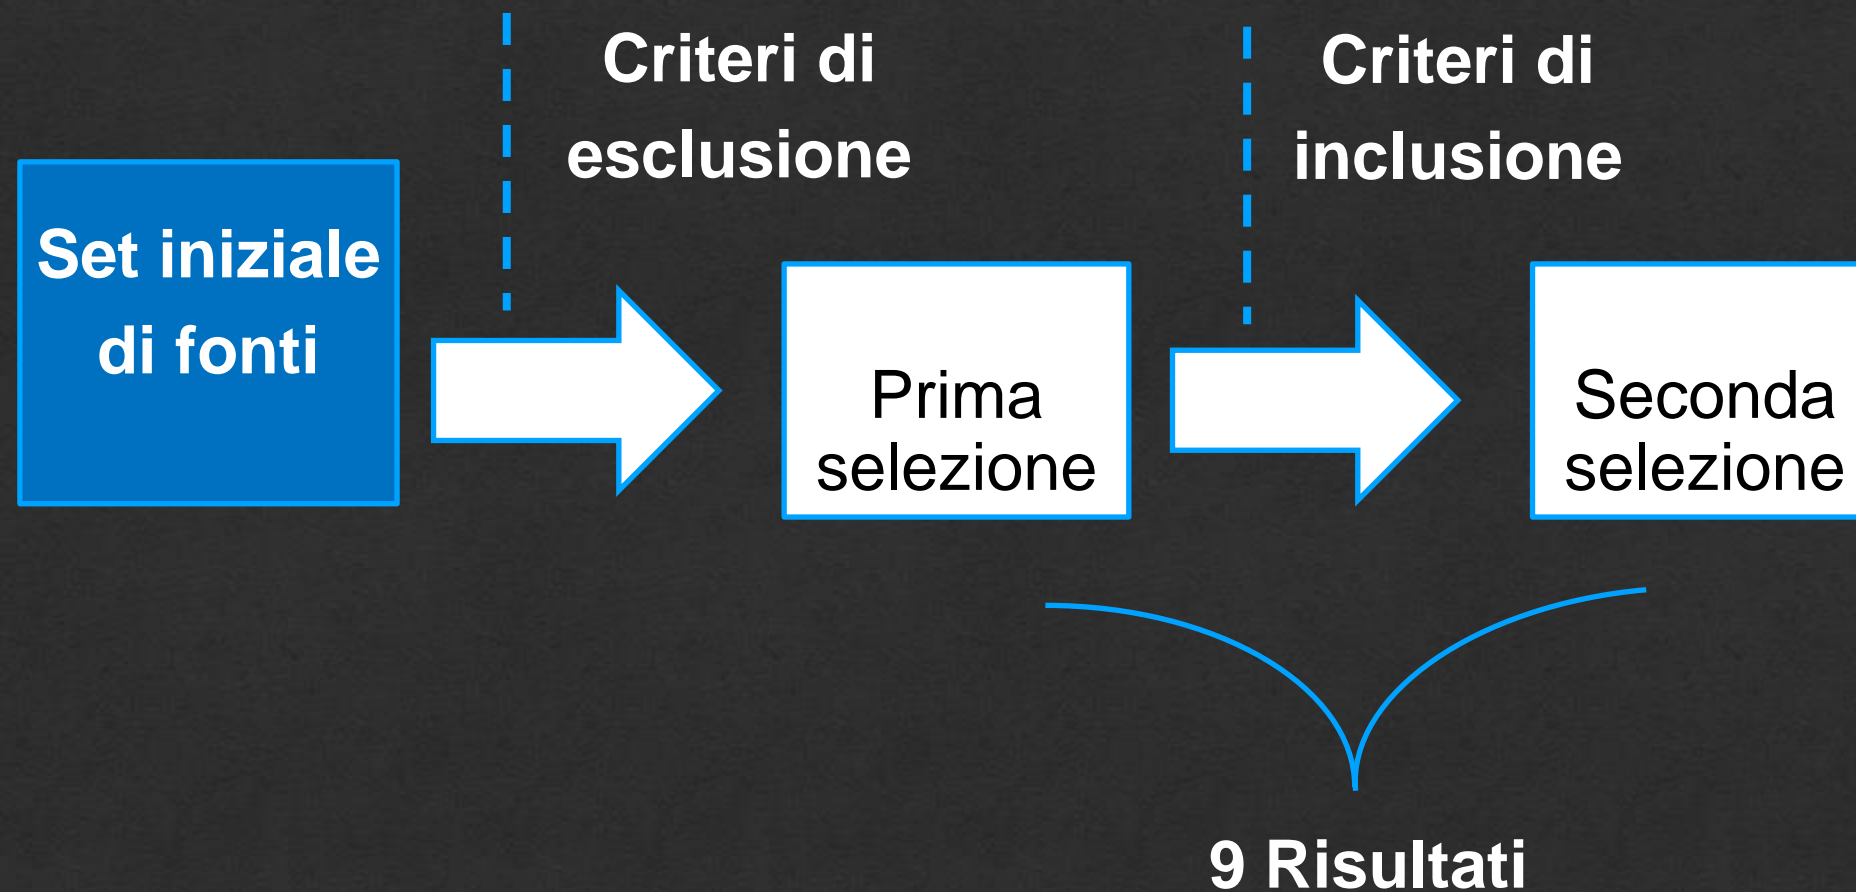 Criteri di
esclusione
Criteri di
inclusione
Set iniziale
di fonti
Prima
selezione
Seconda
selezione
9 Risultati